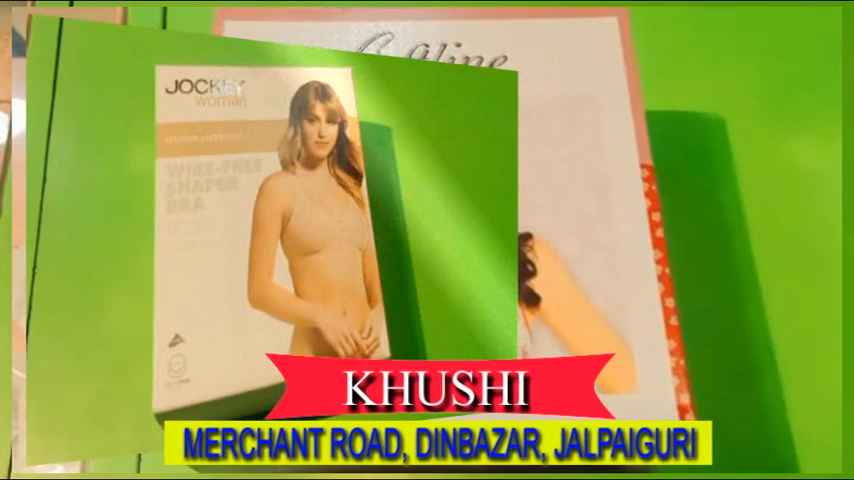 JOCKEY
woman
WIRE-FREE
SHAPER
BRA
KHUSHI
MERCHANT ROAD, DINBAZAR, JALPAIGURI